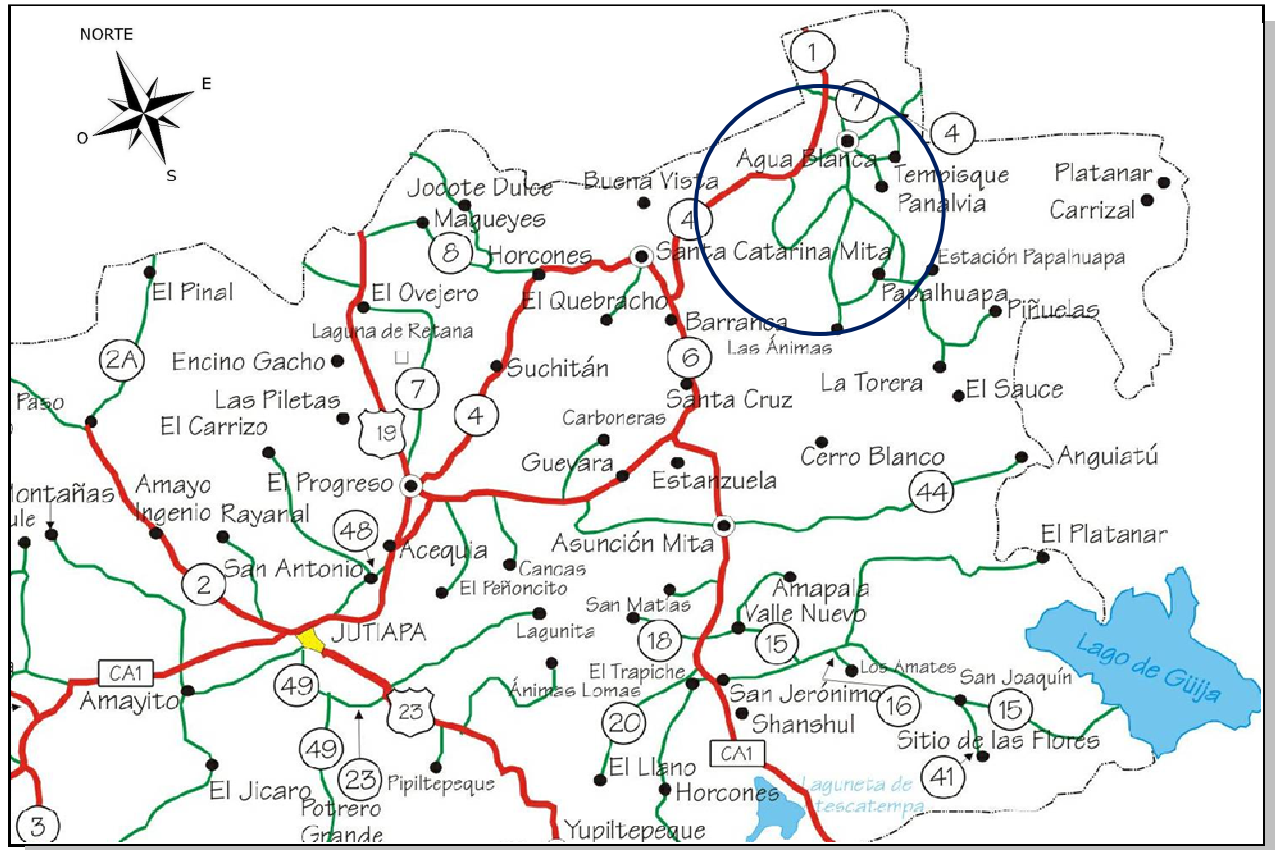 NORTE
E
O
S
1
7
4
Agua Blanca
Tempisque
Panalvia
Platanar
Carrizal
Jocote Dulce
Buena Vista
Magueyes
4
8
Horcones
Santa Catarina Mita
Estación Papalhuapa
El Pinal
El Ovejero
El Quebracho
Papalhuapa
Piñuelas
Laguna de Retana
Barranca
Las Ánimas
2A
Encino Gacho
Suchitán
6
7
La Torera
El Sauce
Paso
Las Piletas
19
4
Santa Cruz
El Carrizo
Carboneras
Cerro Blanco
Anguiatú
El Progreso
Guevara
Estanzuela
44
ontañas
Amayo
Ingenio
Rayanal
ule
48
Asunción Mita
El Platanar
Acequia
San Antonio
Cancas
El Peñoncito
2
San Matías
Amapala
Valle Nuevo
JUTIAPA
Lagunita
18
15
Lago de Güija
CA1
49
El Trapiche
Los Amates
San Joaquín
Amayito
Ánimas Lomas
San Jerónimo
16
15
23
20
Shanshul
49
CA1
Sitio de las Flores
23
Pipiltepeque
El Llano
41
El Jicaro
Horcones
Laguneta de
tescatempa
Potrero
Grande
3
Yupiltepeque